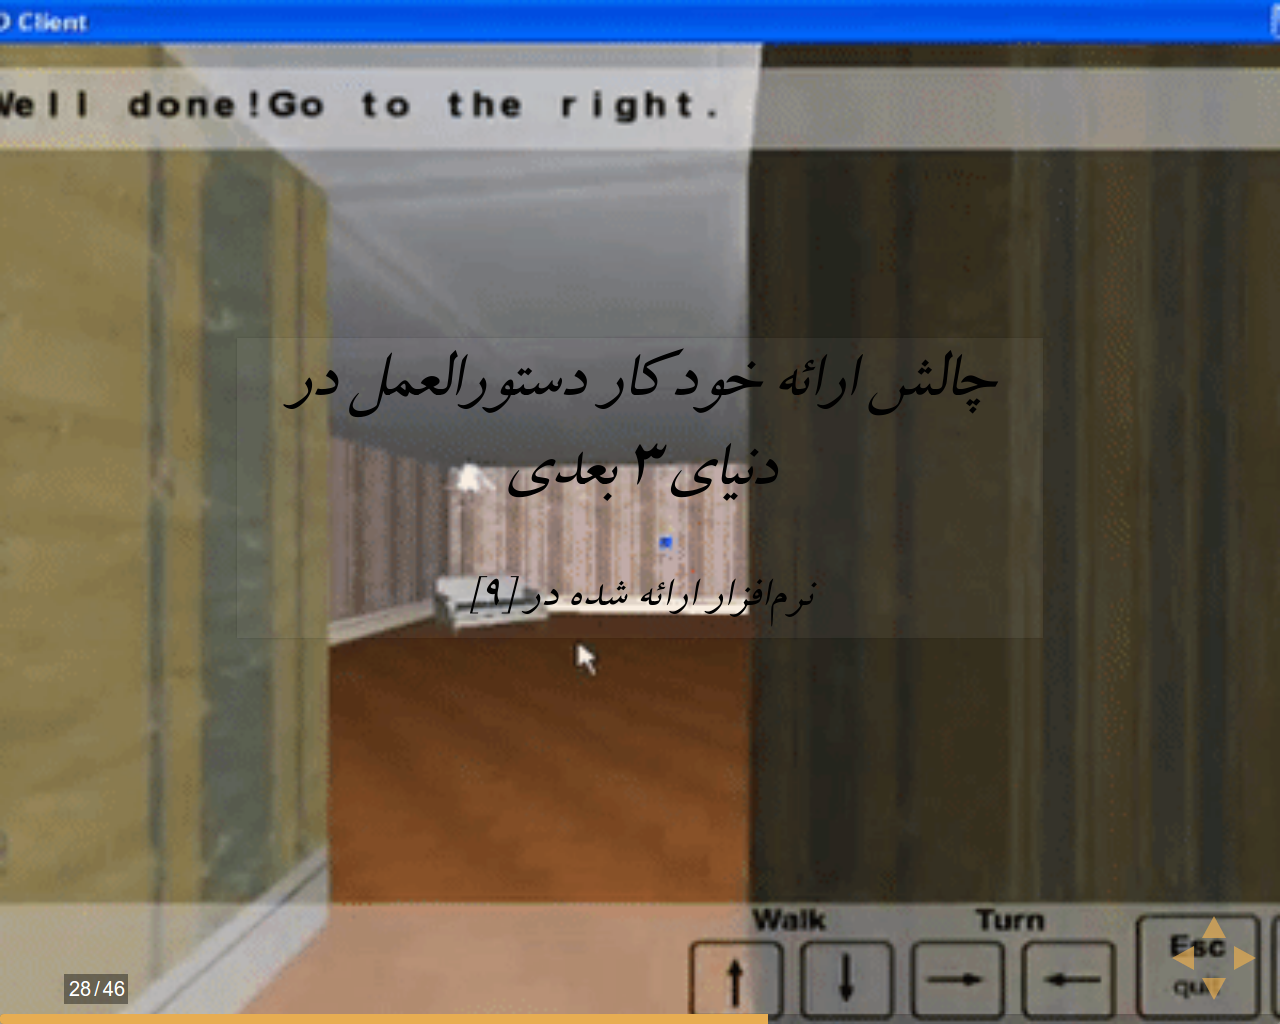 D Client
Well done!Go to the right.
چالش ارائه خودکار دستورالعمل در
دنیای ۳ بعدی
نرم‌افزار ارائه شده در [۹]
Walk Turn
Esc
quit
28/46